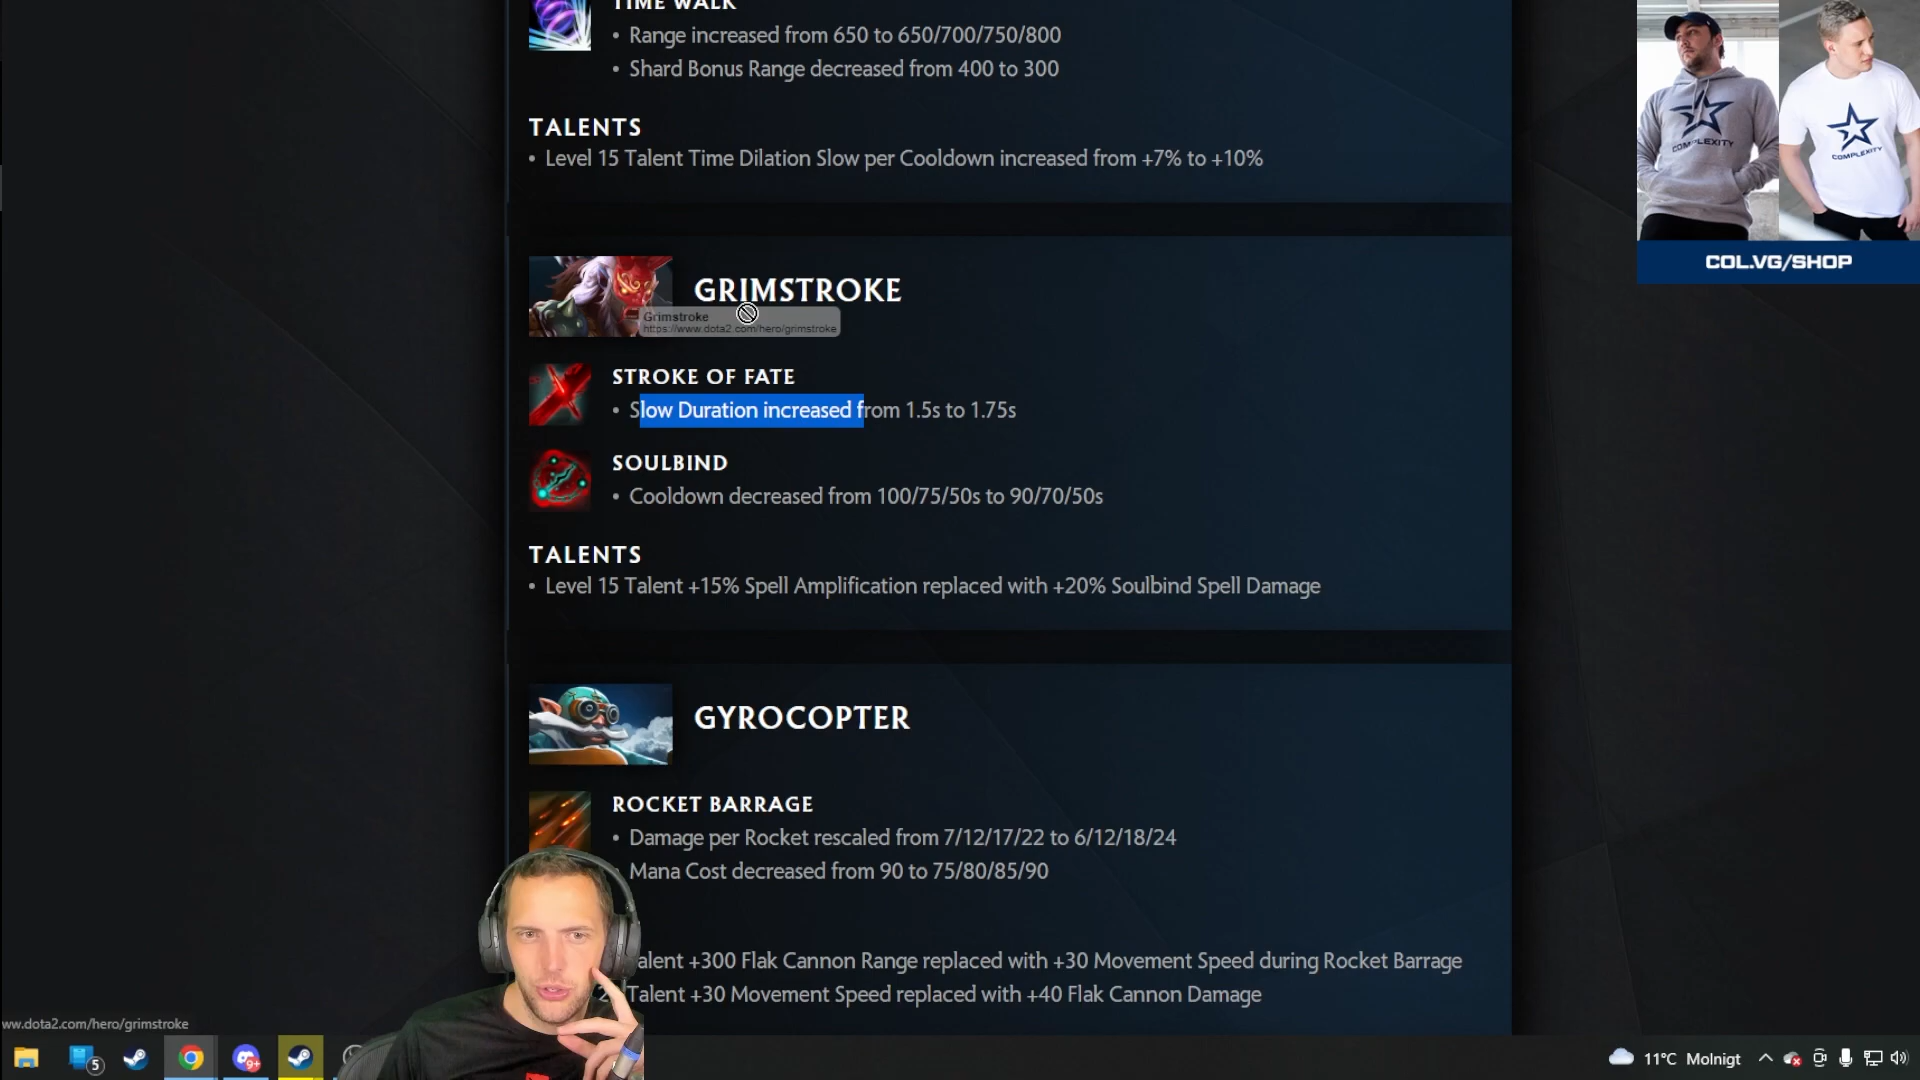 TIME WALK
• Range increased from 650 to 650/700/750/800
• Shard Bonus Range decreased from 400 to 300
TALENTS
• Level 15 Talent Time Dilation Slow per Cooldown increased from +7% to +10%
GRIMSTROKE
Grimstroke
https://www.dota2.com/hero/grimstroke
STROKE OF FATE
• Slow Duration increased from 1.5s to 1.75s
SOULBIND
• Cooldown decreased from 100/75/50s to 90/70/50s
TALENTS
• Level 15 Talent +15% Spell Amplification replaced with +20% Soulbind Spell Damage
GYROCOPTER
ROCKET BARRAGE
• Damage per Rocket rescaled from 7/12/17/22 to 6/12/18/24
Mana Cost decreased from 90 to 75/80/85/90
alent +300 Flak Cannon Range replaced with +30 Movement Speed during Rocket Barrage
Talent +30 Movement Speed replaced with +40 Flak Cannon Damage
ww.dota2.com/hero/grimstroke
5
9+
11°C Molnigt
COMPLEXITY
COMPLEXITY
COL.VG/SHOP